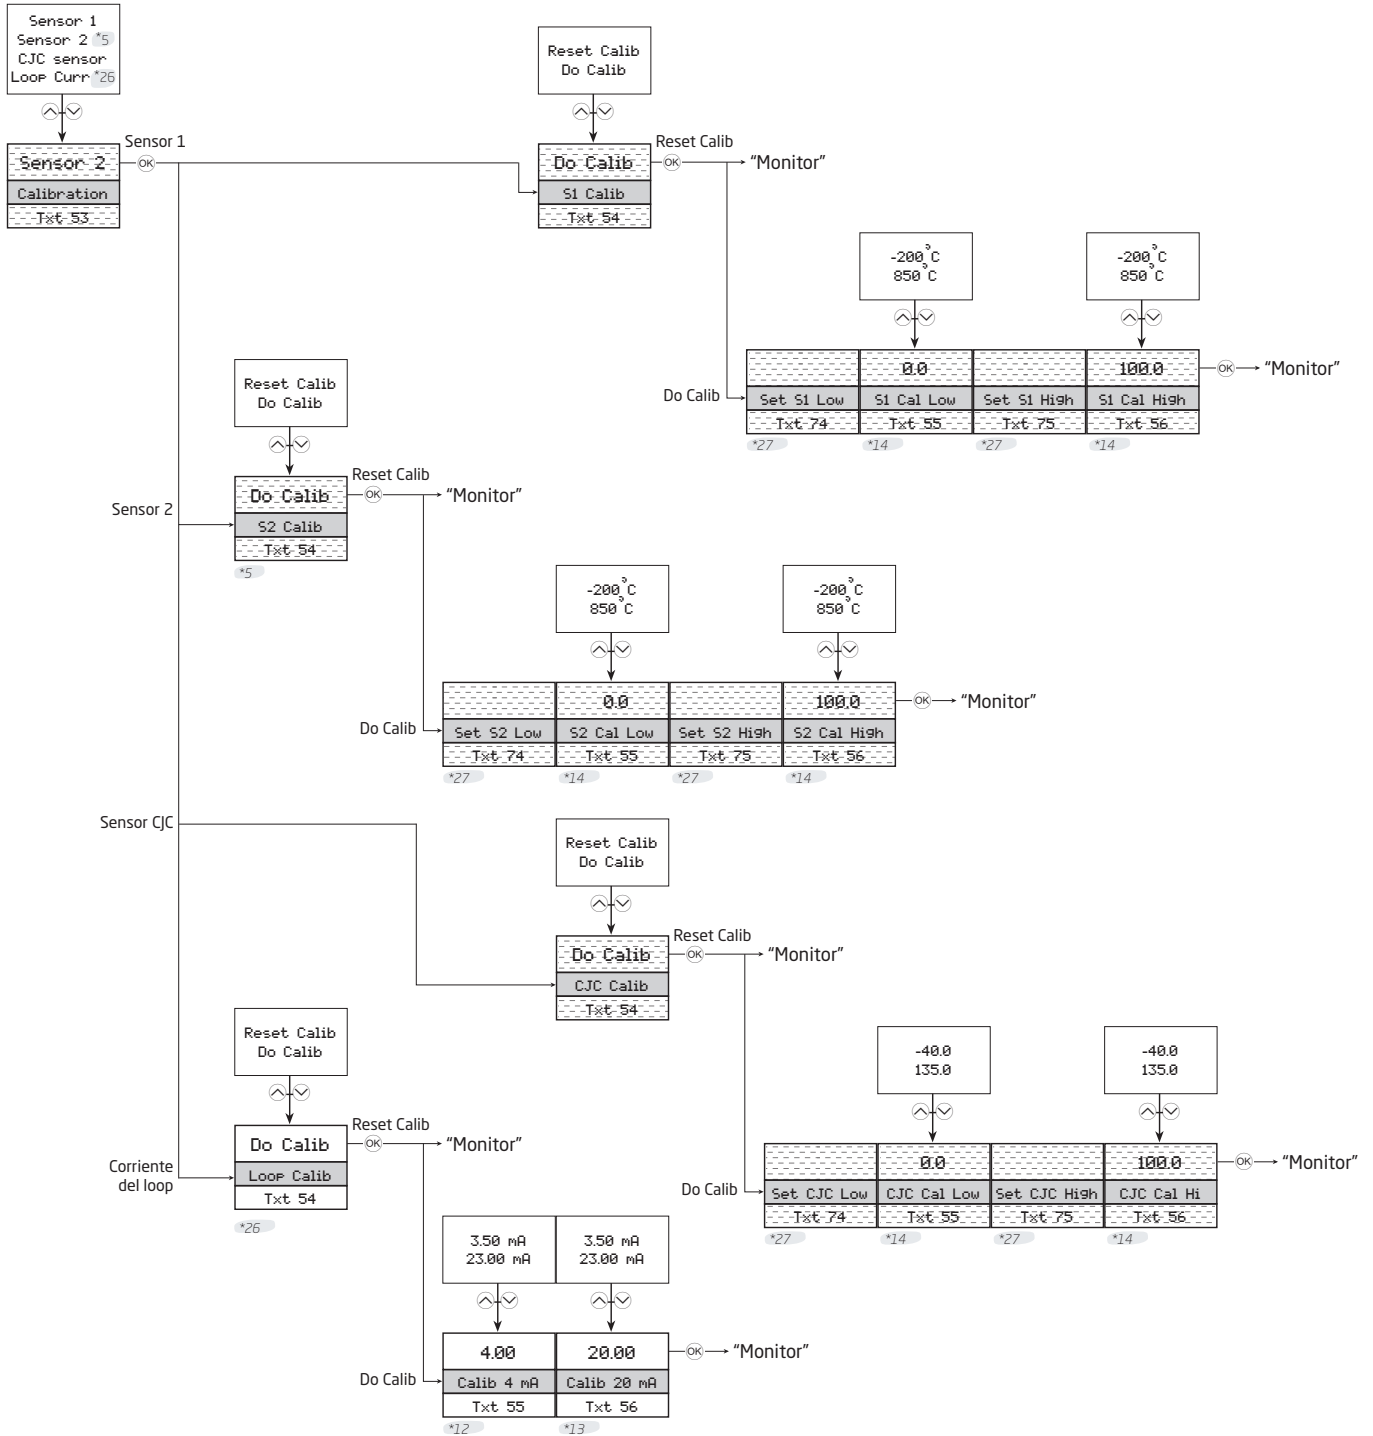 Sensor 1
Sensor 2 *5
CJC sensor
Loop Curr *26
Sensor 2
Calibration
Txt 53
OK
Sensor 1
Reset Calib
Do Calib
Do Calib
S1 Calib
Txt 54
Reset Calib
OK
“Monitor”
-200°C
850°C
-200°C
850°C
Do Calib
0.0
100.0
Set S1 Low
S1 Cal Low
Set S1 High
S1 Cal High
Txt 74
Txt 55
Txt 75
Txt 56
*27
*14
*27
*14
OK
“Monitor”
Sensor 2
Reset Calib
Do Calib
Do Calib
S2 Calib
Txt 54
*5
Reset Calib
OK
“Monitor”
-200°C
850°C
-200°C
850°C
Do Calib
0.0
100.0
Set S2 Low
S2 Cal Low
Set S2 High
S2 Cal High
Txt 74
Txt 55
Txt 75
Txt 56
*27
*14
*27
*14
OK
“Monitor”
Sensor CJC
Reset Calib
Do Calib
Do Calib
CJC Calib
Txt 54
Reset Calib
OK
“Monitor”
-40.0
135.0
-40.0
135.0
Do Calib
0.0
100.0
Set CJC Low
CJC Cal Low
Set CJC High
CJC Cal Hi
Txt 74
Txt 55
Txt 75
Txt 56
*27
*14
*27
*14
OK
“Monitor”
Corriente
del loop
Reset Calib
Do Calib
Do Calib
Loop Calib
Txt 54
*26
Reset Calib
OK
“Monitor”
3.50 mA
23.00 mA
3.50 mA
23.00 mA
Do Calib
4.00
20.00
Calib 4 mA
Calib 20 mA
Txt 55
Txt 56
*12
*13
OK
“Monitor”